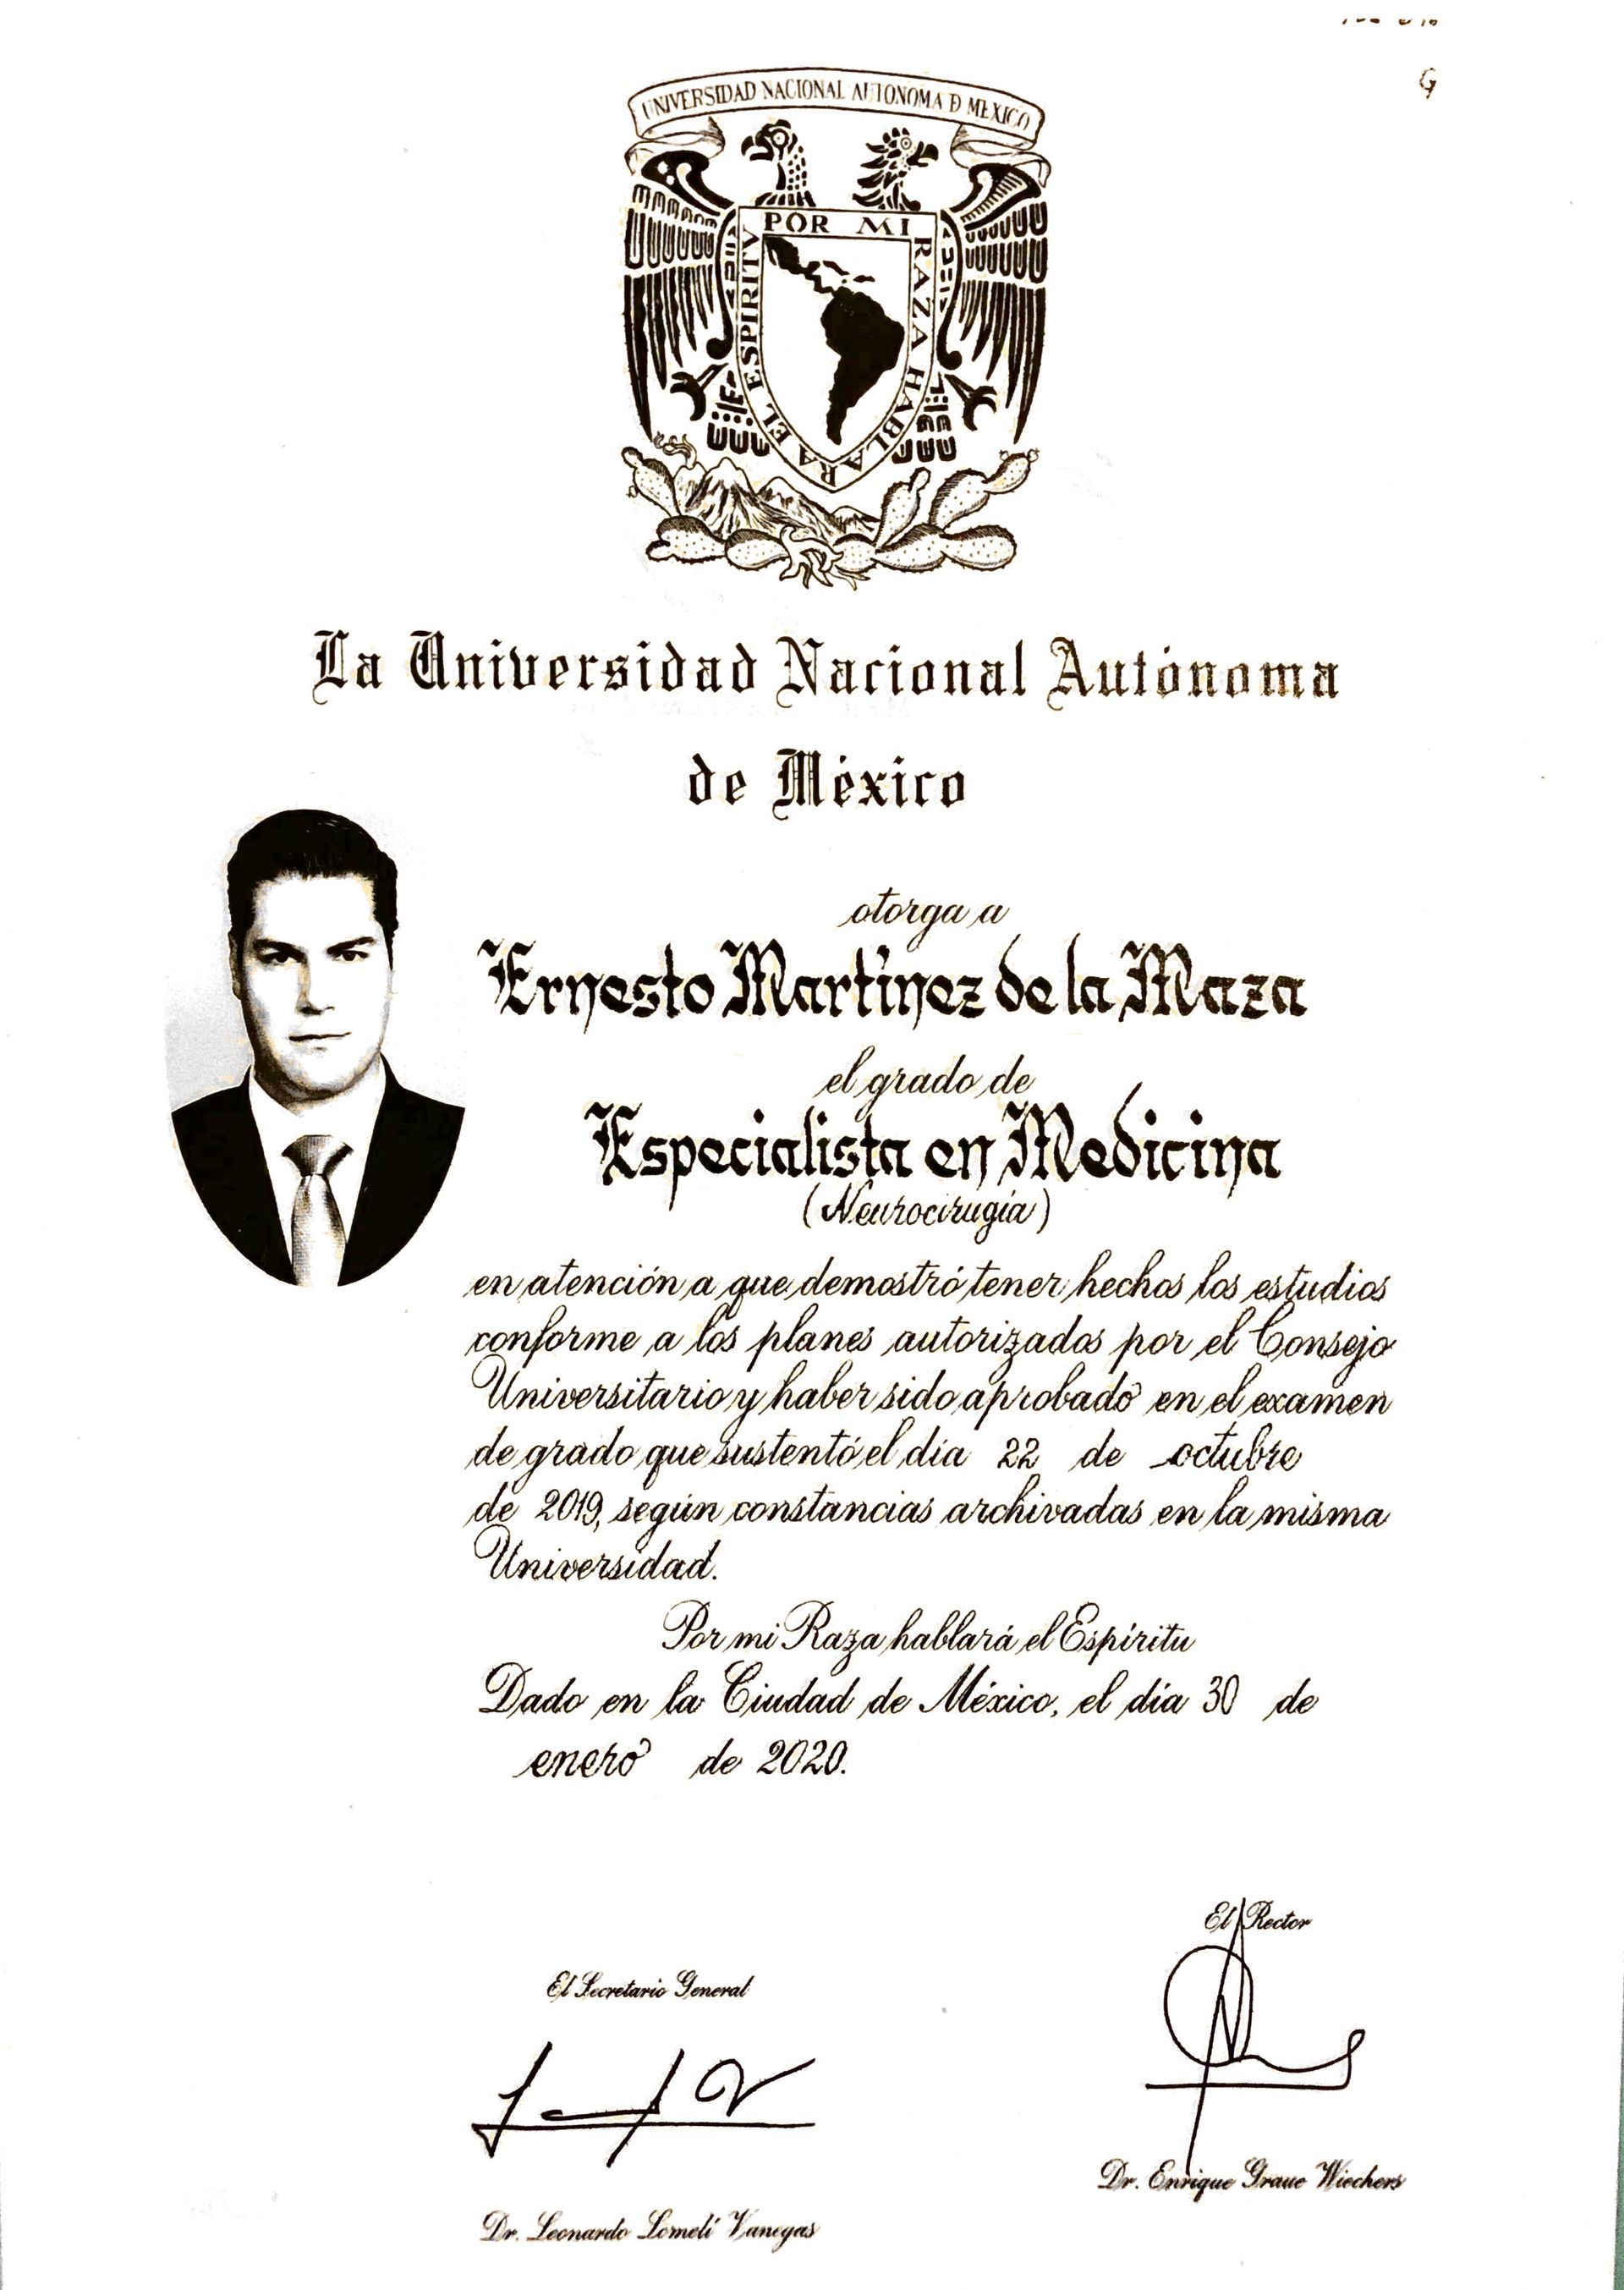 G
UNIVERSIDAD NACIONAL AUTONOMA D MEXICO
POR MI RAZA HABLARA EL ESPIRITV
La Universidad Nacional Autónoma
de México
otorga a
Ernesto Martínez de la Maza
el grado de
Especialista en Medicina
(Neurocirugía)
en atención a que demostró tener hechos los estudios
conforme a los planes autorizados por el Consejo
Universitario y haber sido aprobado en el examen
de grado que sustentó el día 22 de octubre
de 2019, según constancias archivadas en la misma
Universidad.
Por mi Raza hablará el Espíritu
Dado en la Ciudad de México, el día 30 de
enero de 2020.
El Rector
El Secretario General
Dr. Enrique Graue Wiechers
Dr. Leonardo Lomelí Vanegas